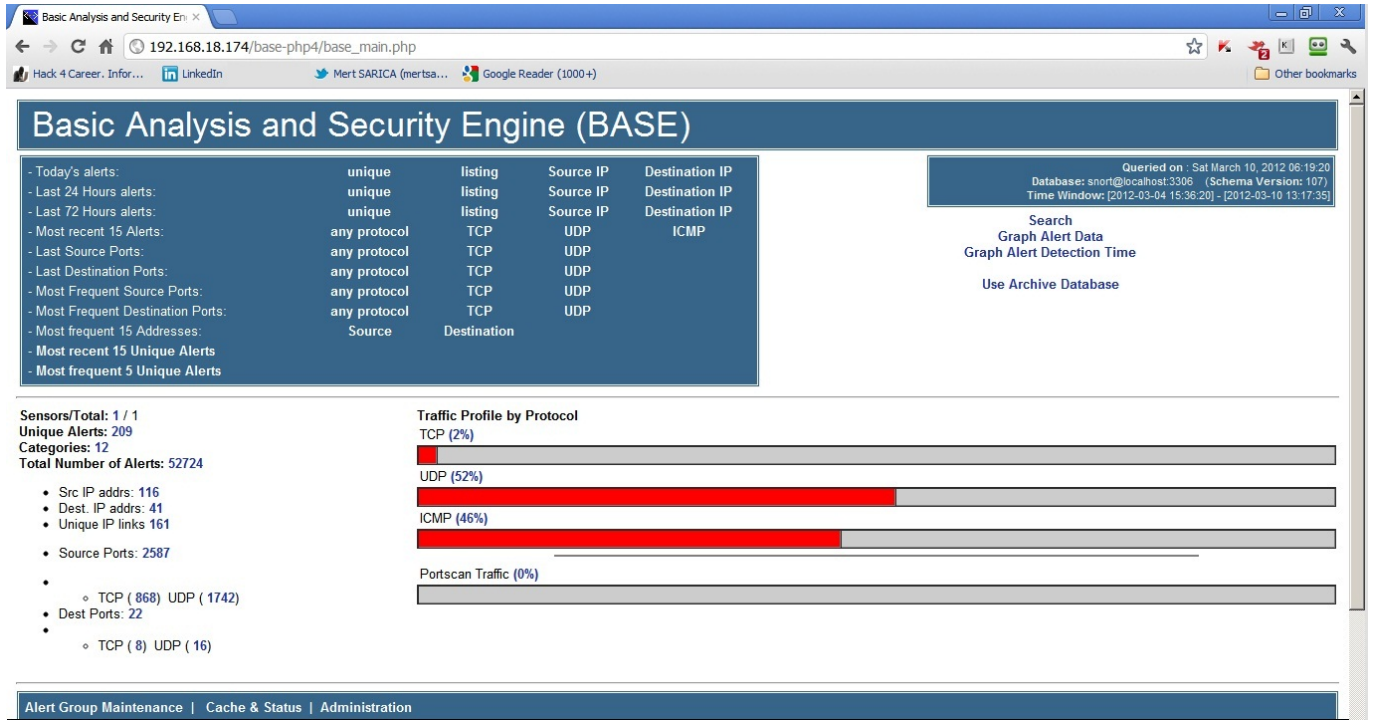 Basic Analysis and Security En
192.168.18.174/base-php4/base_main.php
Hack 4 Career. Infor... LinkedIn Mert SARICA (mertsa... Google Reader (1000+) Other bookmarks
Basic Analysis and Security Engine (BASE)
- Today's alerts: unique listing Source IP Destination IP
- Last 24 Hours alerts: unique listing Source IP Destination IP
- Last 72 Hours alerts: unique listing Source IP Destination IP
- Most recent 15 Alerts: any protocol TCP UDP ICMP
- Last Source Ports: any protocol TCP UDP
- Last Destination Ports: any protocol TCP UDP
- Most Frequent Source Ports: any protocol TCP UDP
- Most Frequent Destination Ports: any protocol TCP UDP
- Most frequent 15 Addresses: Source Destination
- Most recent 15 Unique Alerts
- Most frequent 5 Unique Alerts
Queried on : Sat March 10, 2012 06:19:20
Database: snort@localhost:3306 (Schema Version: 107)
Time Window: [2012-03-04 15:36:20] - [2012-03-10 13:17:35]
Search
Graph Alert Data
Graph Alert Detection Time
Use Archive Database
Sensors/Total: 1 / 1
Unique Alerts: 209
Categories: 12
Total Number of Alerts: 52724
• Src IP addrs: 116
• Dest. IP addrs: 41
• Unique IP links 161
• Source Ports: 2587
•
◦ TCP ( 868) UDP ( 1742)
• Dest Ports: 22
•
◦ TCP ( 8) UDP ( 16)
Traffic Profile by Protocol
TCP (2%)
UDP (52%)
ICMP (46%)
Portscan Traffic (0%)
Alert Group Maintenance | Cache & Status | Administration